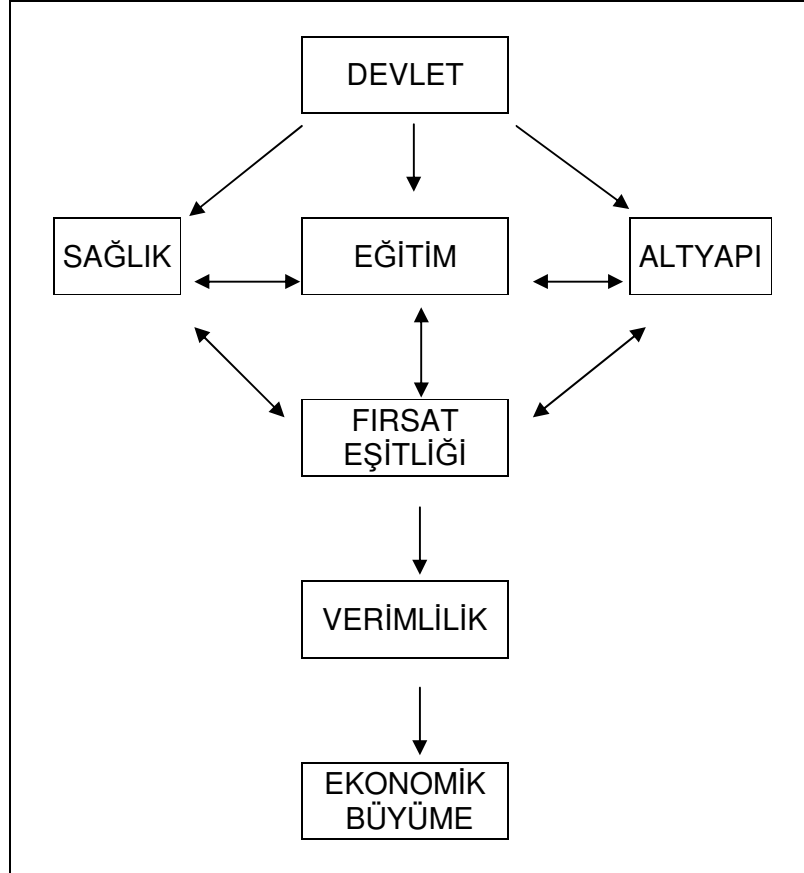 DEVLET
SAĞLIK
EĞİTİM
ALTYAPI
FIRSAT
EŞİTLİĞİ
VERİMLİLİK
EKONOMİK
BÜYÜME